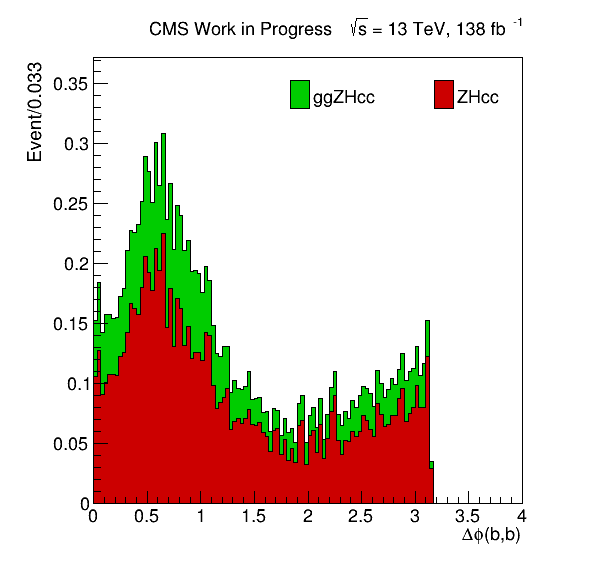 CMS Work in Progress √s = 13 TeV, 138 fb⁻¹
Event/0.033
ggZHcc ZHcc
0.35
0.3
0.25
0.2
0.15
0.1
0.05
0
0 0.5 1 1.5 2 2.5 3 3.5 4
Δϕ(b,b)